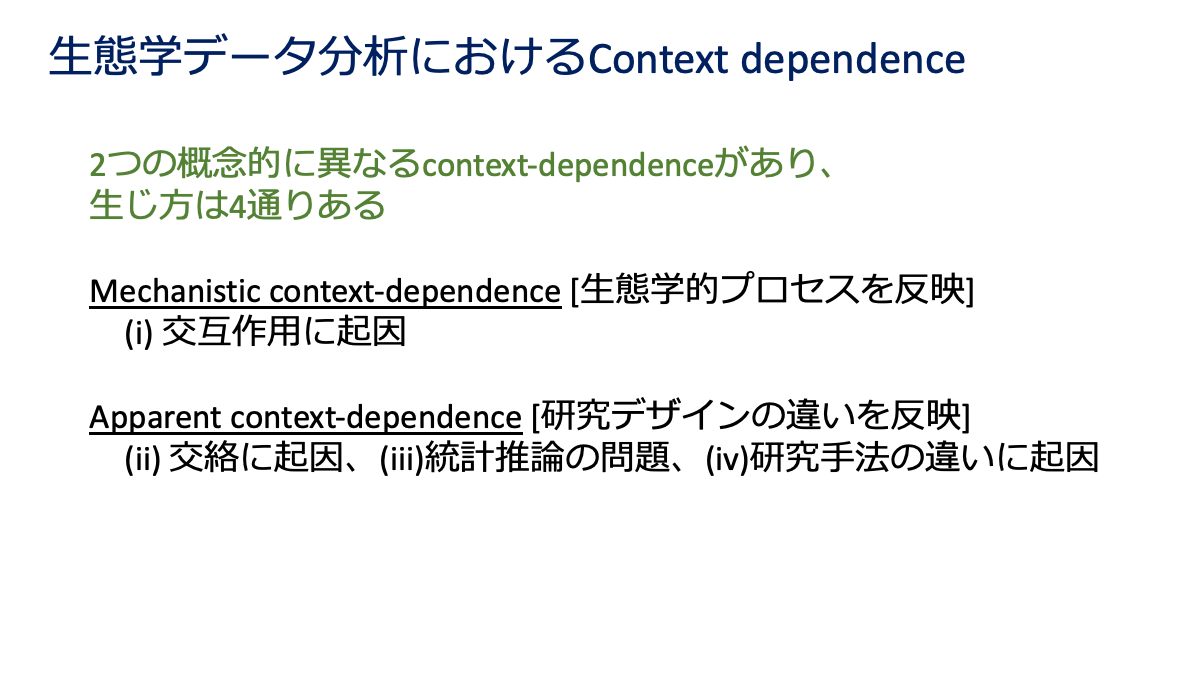 生態学データ分析におけるContext dependence
2つの概念的に異なるcontext-dependenceがあり、
生じ方は4通りある
Mechanistic context-dependence [生態学的プロセスを反映]
(i) 交互作用に起因
Apparent context-dependence [研究デザインの違いを反映]
(ii) 交絡に起因、(iii)統計推論の問題、(iv)研究手法の違いに起因